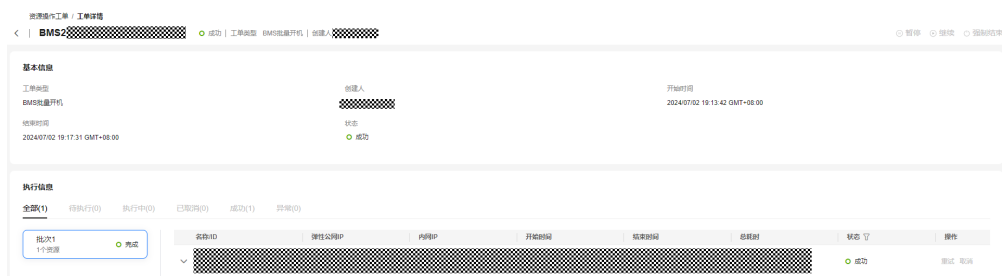 资源操作工单 / 工单详情
BMS2
成功 | 工单类型 BMS批量开机 | 创建人
暂停 继续 强制结束
基本信息
工单类型 创建人 开始时间
BMS批量开机 2024/07/02 19:13:42 GMT+08:00
结束时间 状态
2024/07/02 19:17:31 GMT+08:00 成功
执行信息
全部(1) 待执行(0) 执行中(0) 已取消(0) 成功(1) 异常(0)
批次1 完成
1个资源
名称/ID 弹性公网IP 内网IP 开始时间 结束时间 总耗时 状态 操作
成功 重试 取消